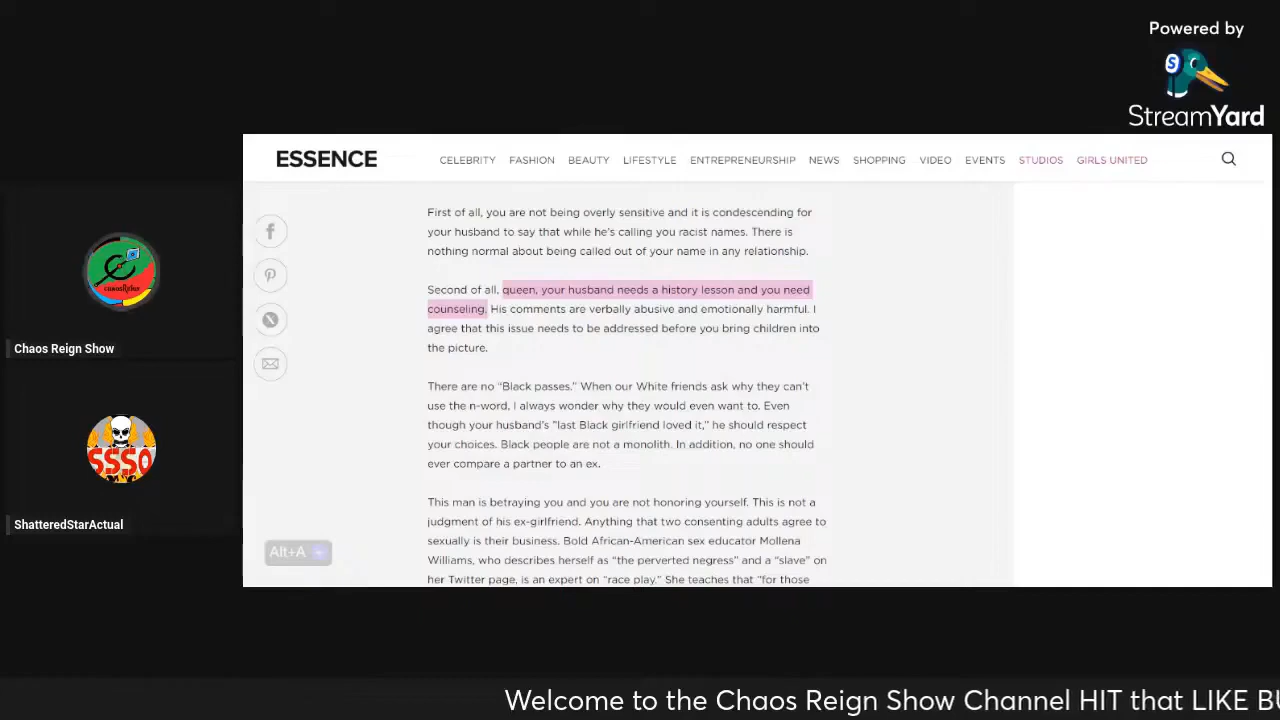 Powered by
S
StreamYard
ESSENCE
CELEBRITY FASHION BEAUTY LIFESTYLE ENTREPRENEURSHIP NEWS SHOPPING VIDEO EVENTS STUDIOS GIRLS UNITED
First of all, you are not being overly sensitive and it is condescending for
your husband to say that while he's calling you racist names. There is
nothing normal about being called out of your name in any relationship.
Second of all, queen, your husband needs a history lesson and you need
counseling. His comments are verbally abusive and emotionally harmful. I
agree that this issue needs to be addressed before you bring children into
the picture.
There are no “Black passes.” When our White friends ask why they can’t
use the n-word, I always wonder why they would even want to. Even
though your husband’s “last Black girlfriend loved it,” he should respect
your choices. Black people are not a monolith. In addition, no one should
ever compare a partner to an ex.
This man is betraying you and you are not honoring yourself. This is not a
judgment of his ex-girlfriend. Anything that two consenting adults agree to
sexually is their business. Bold African-American sex educator Mollena
Williams, who describes herself as “the perverted negress” and a “slave” on
her Twitter page, is an expert on “race play.” She teaches that “for those
Alt+A
chaosReign
Chaos Reign Show
SSSO
ShatteredStarActual
Welcome to the Chaos Reign Show Channel HIT that LIKE BU